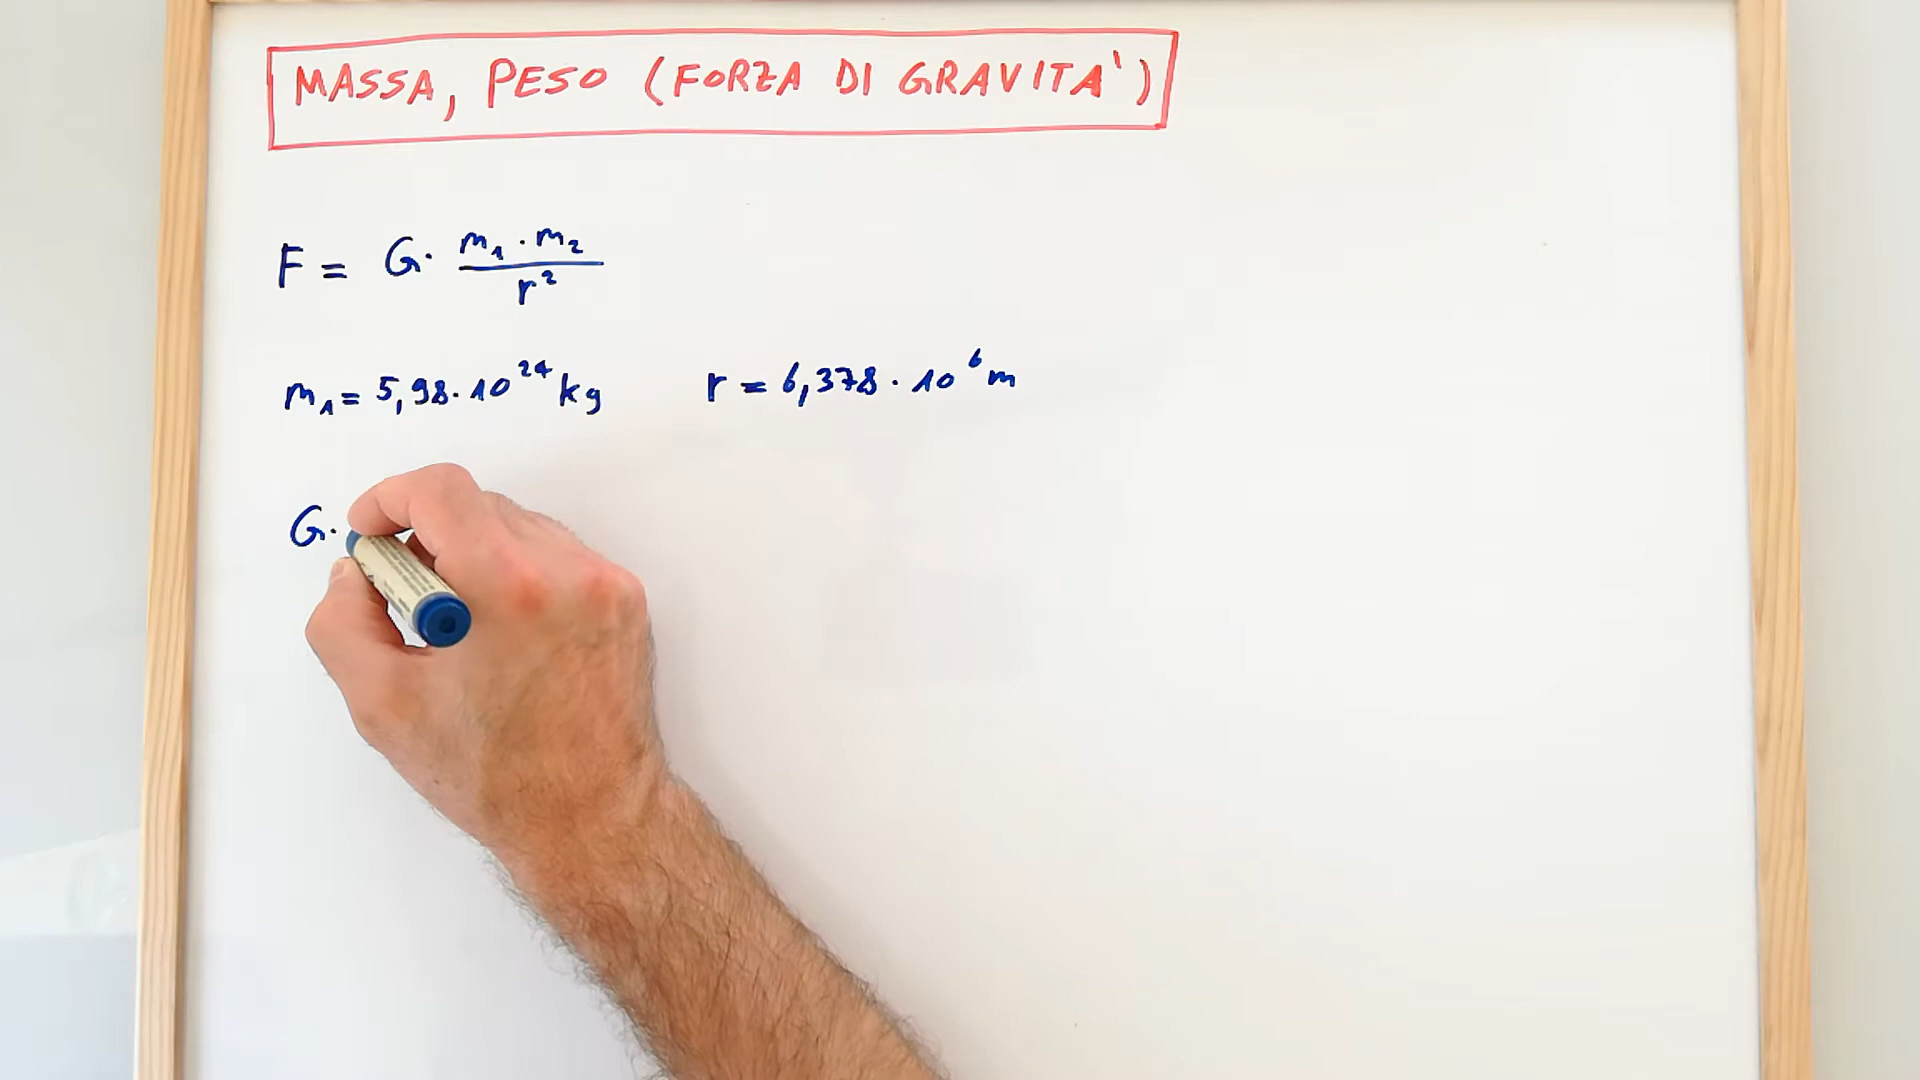 MASSA, PESO (FORZA DI GRAVITA')
F = G · m₁ · m₂ / r²
m₁ = 5,98 · 10²⁴ kg r = 6,378 · 10⁶ m
G ·